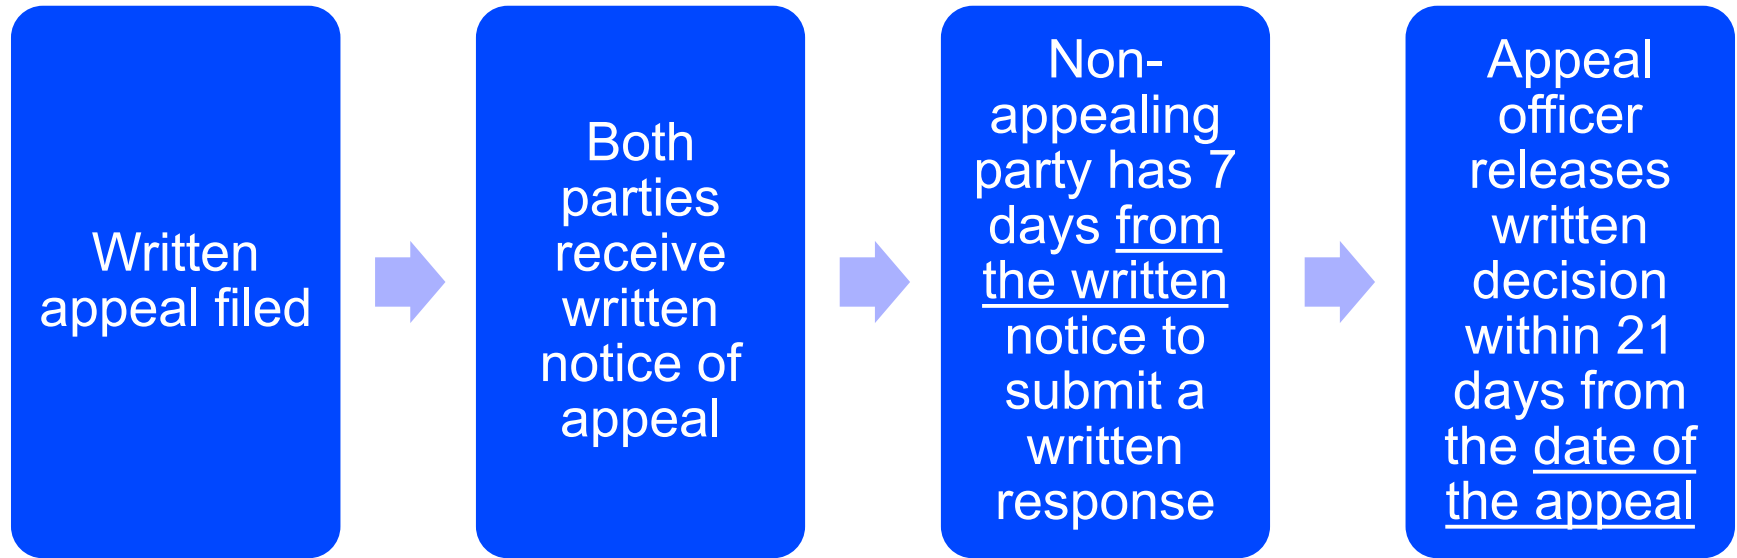 Written
appeal filed
Both
parties
receive
written
notice of
appeal
Non-
appealing
party has 7
days from
the written
notice to
submit a
written
response
Appeal
officer
releases
written
decision
within 21
days from
the date of
the appeal